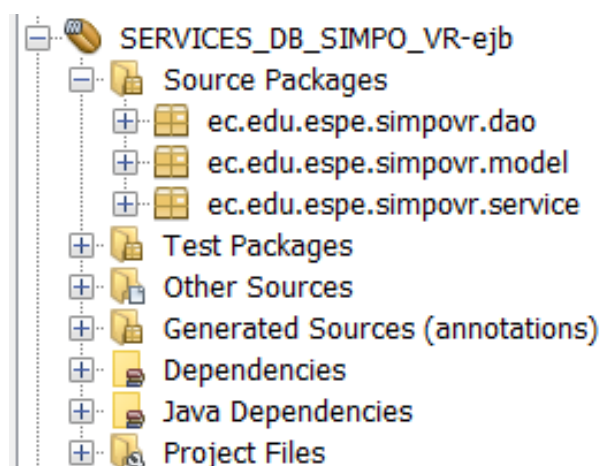 SERVICES_DB_SIMPO_VR-ejb
Source Packages
ec.edu.espe.simpovr.dao
ec.edu.espe.simpovr.model
ec.edu.espe.simpovr.service
Test Packages
Other Sources
Generated Sources (annotations)
Dependencies
Java Dependencies
Project Files